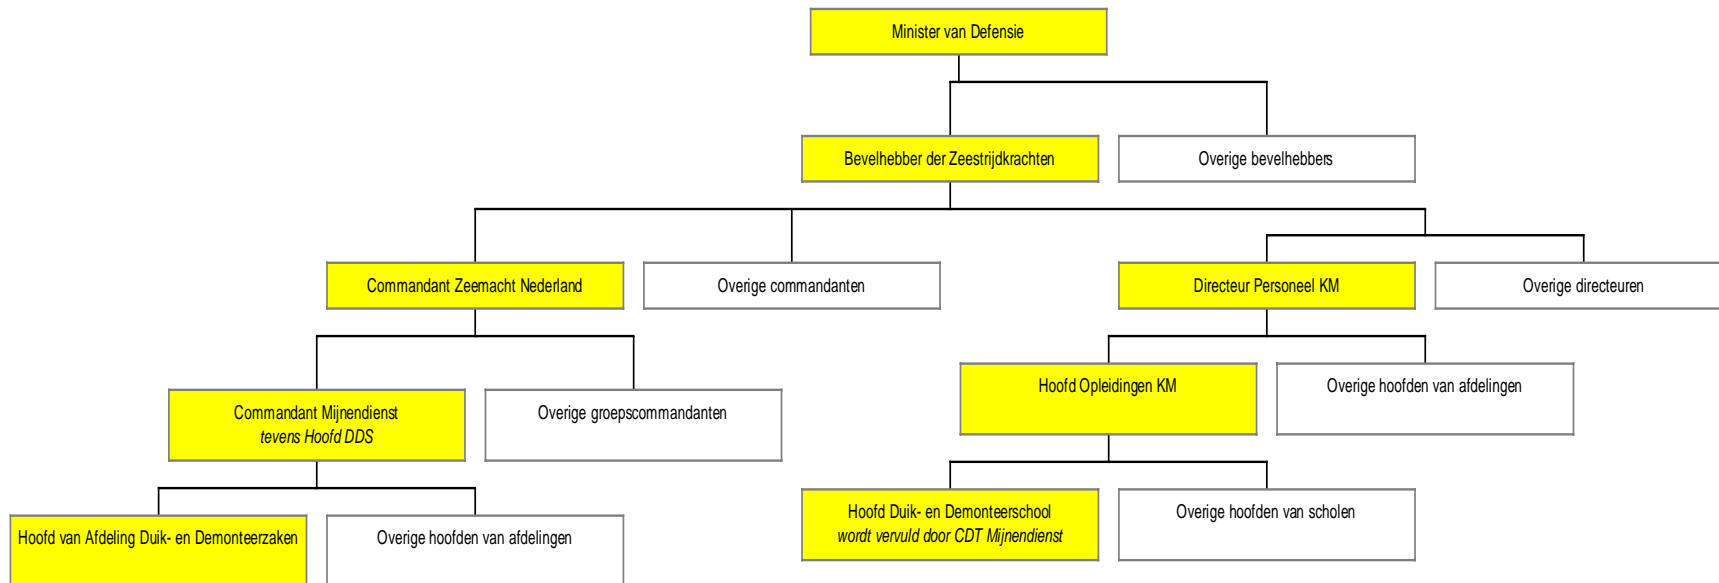 Minister van Defensie
Bevelhebber der Zeestrijdkrachten
Overige bevelhebbers
Commandant Zeemacht Nederland
Overige commandanten
Directeur Personeel KM
Overige directeuren
Hoofd Opleidingen KM
Overige hoofden van afdelingen
Commandant Mijnendienst
tevens Hoofd DDS
Overige groepscommandanten
Hoofd Duik- en Demonteerschool
wordt vervuld door CDT Mijnendienst
Overige hoofden van scholen
Hoofd van Afdeling Duik- en Demonteerzaken
Overige hoofden van afdelingen